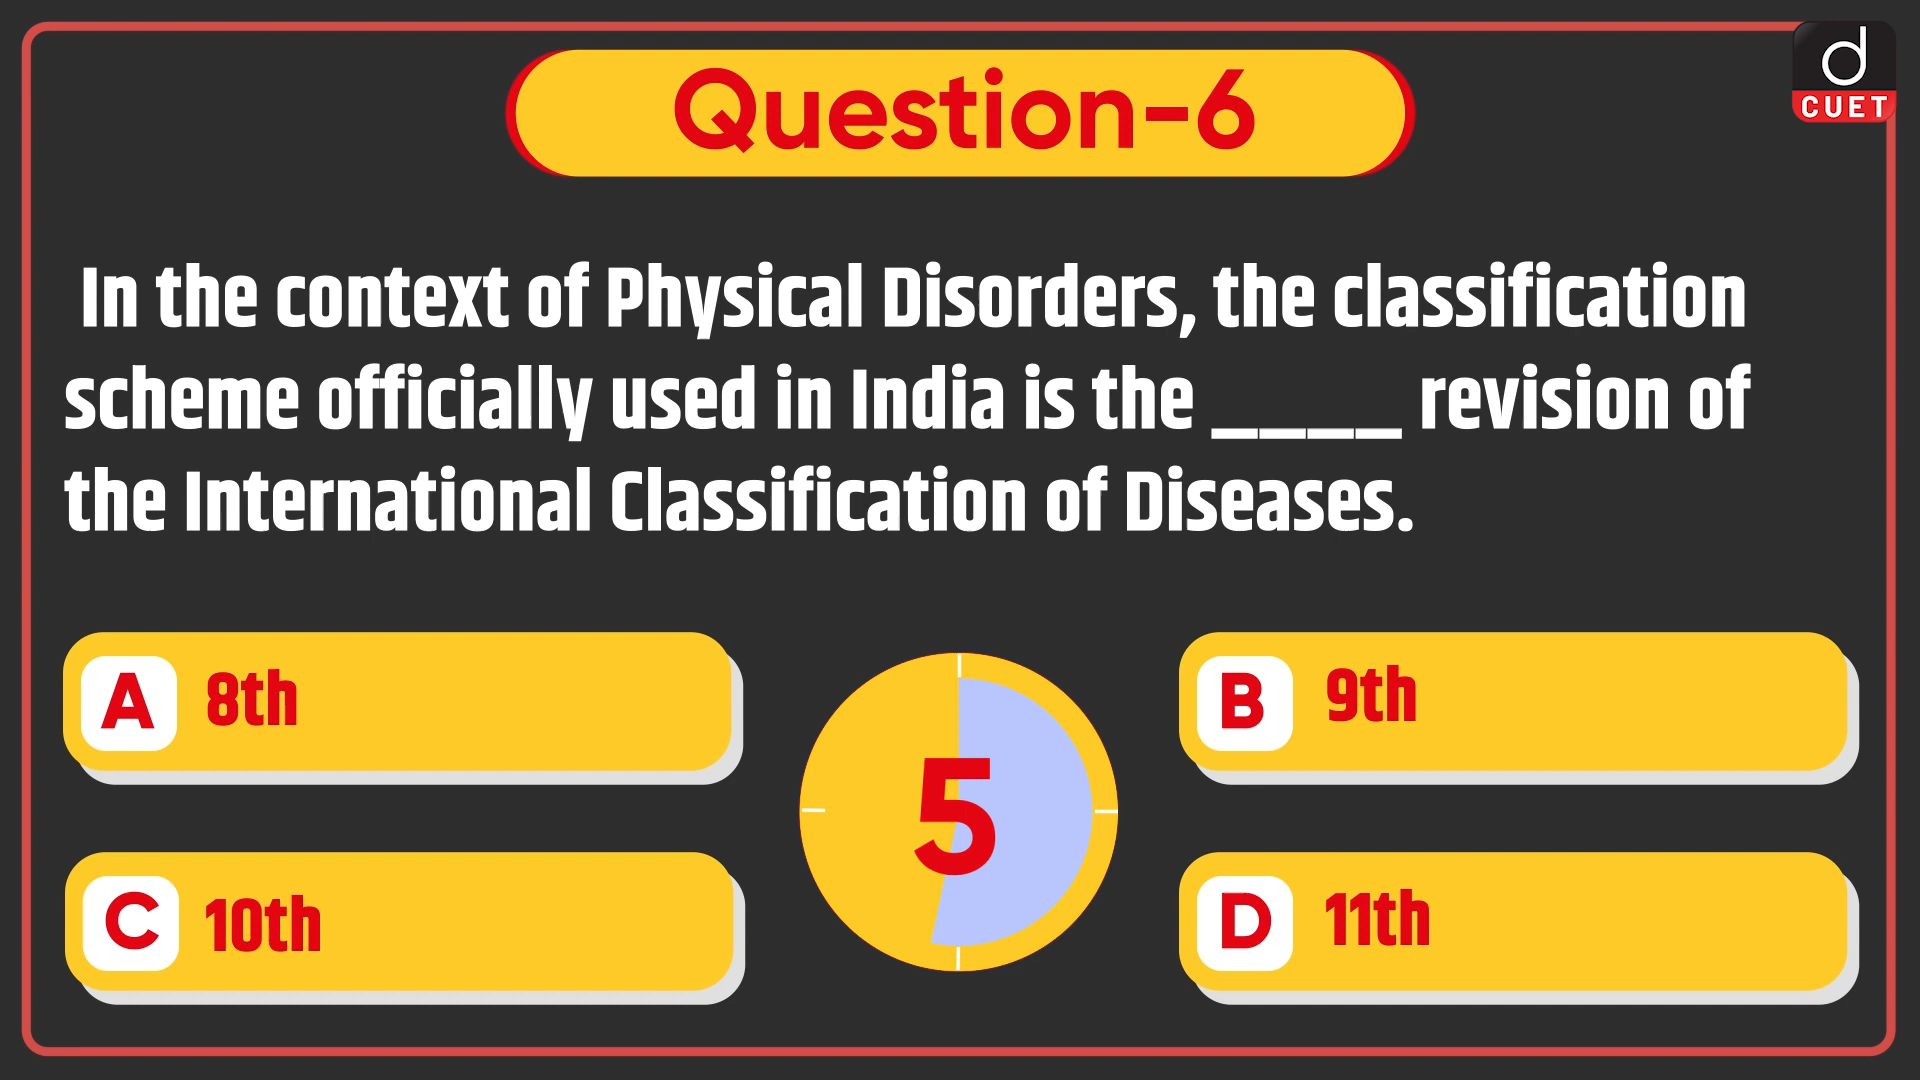 Question-6
d
CUET
In the context of Physical Disorders, the classification
scheme officially used in India is the ____ revision of
the International Classification of Diseases.
A 8th
B 9th
5
C 10th
D 11th